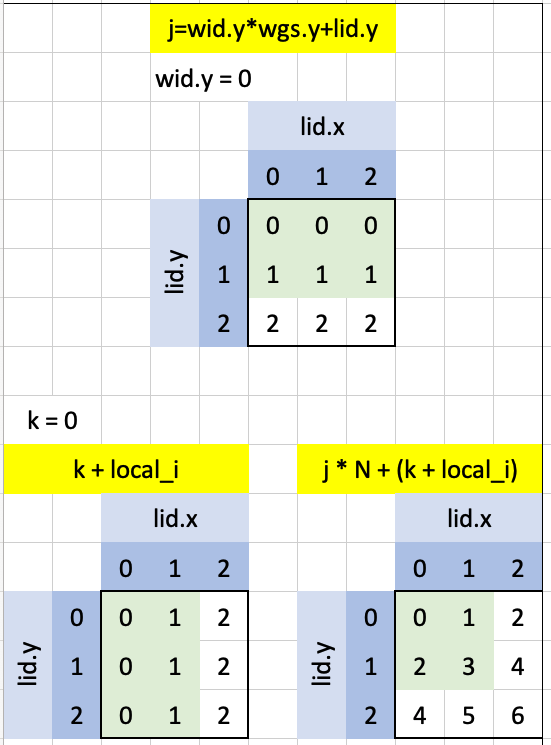 j=wid.y*wgs.y+lid.y
wid.y = 0
lid.x
0 1 2
lid.y
0 0 0 0
1 1 1 1
2 2 2 2
k = 0
k + local_i
lid.x
0 1 2
lid.y
0 0 1 2
1 0 1 2
2 0 1 2
j * N + (k + local_i)
lid.x
0 1 2
lid.y
0 0 1 2
1 2 3 4
2 4 5 6